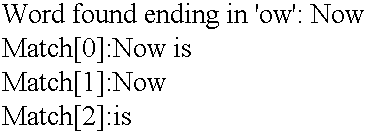 Word found ending in 'ow': Now
Match[0]:Now is
Match[1]:Now
Match[2]:is